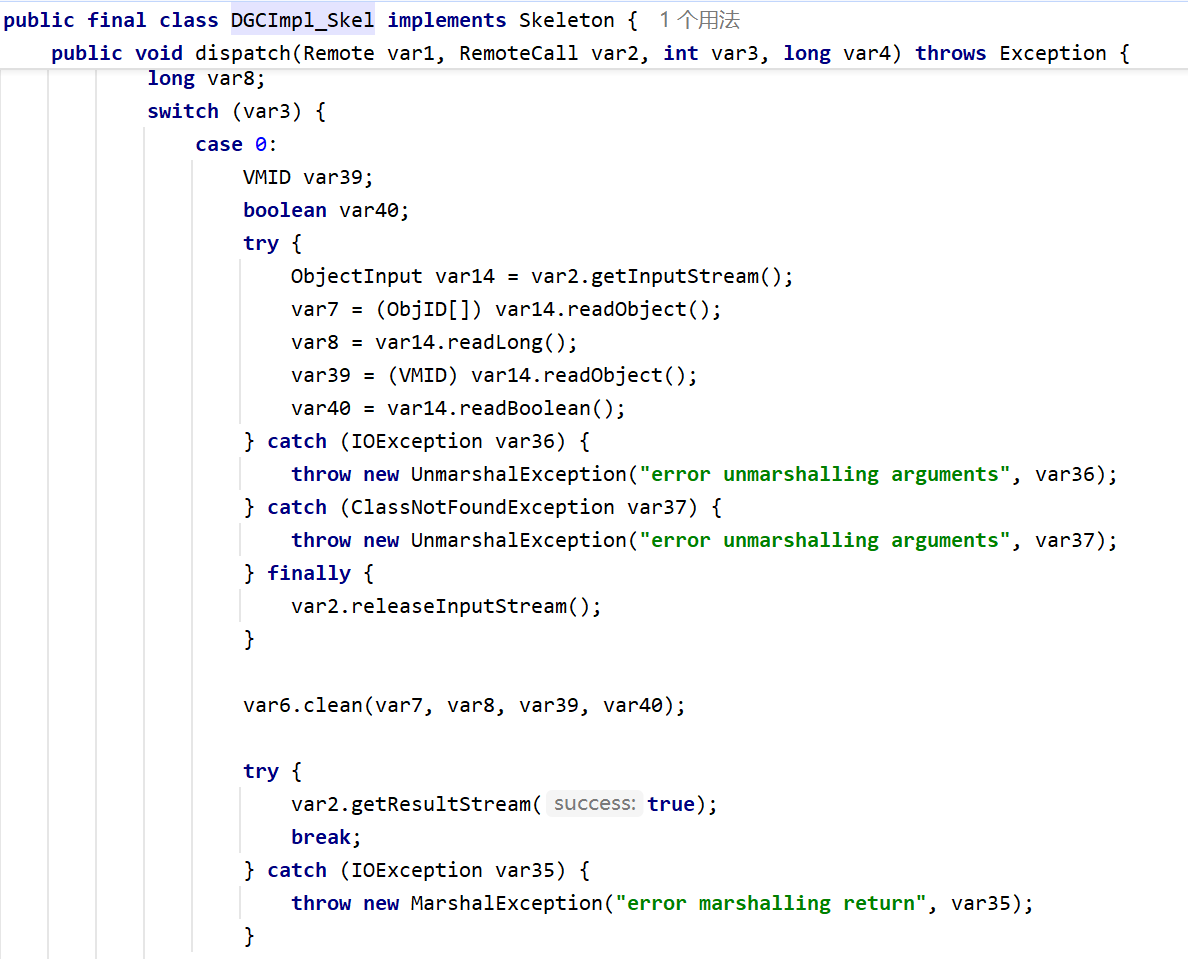 public final class DGCImpl_Skel implements Skeleton { 1 个用法
public void dispatch(Remote var1, RemoteCall var2, int var3, long var4) throws Exception {
long var8;
switch (var3) {
case 0:
VMID var39;
boolean var40;
try {
ObjectInput var14 = var2.getInputStream();
var7 = (ObjID[]) var14.readObject();
var8 = var14.readLong();
var39 = (VMID) var14.readObject();
var40 = var14.readBoolean();
} catch (IOException var36) {
throw new UnmarshalException("error unmarshalling arguments", var36);
} catch (ClassNotFoundException var37) {
throw new UnmarshalException("error unmarshalling arguments", var37);
} finally {
var2.releaseInputStream();
}
var6.clean(var7, var8, var39, var40);
try {
var2.getResultStream( success: true);
break;
} catch (IOException var35) {
throw new MarshalException("error marshalling return", var35);
}